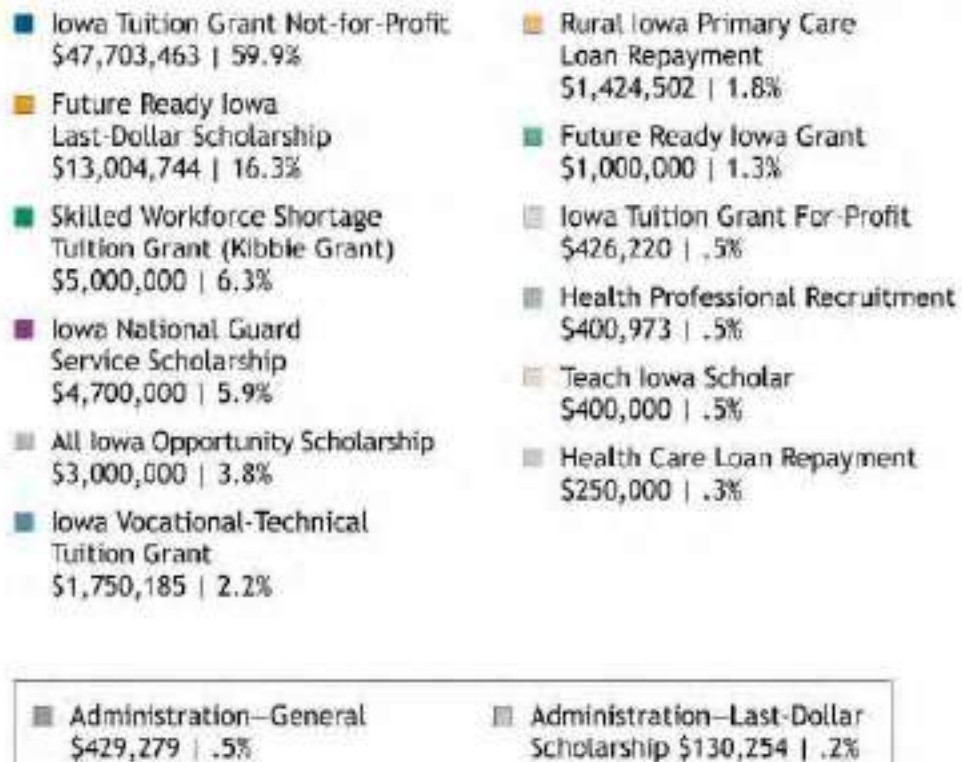 Iowa Tuition Grant Not-for-Profit
$47,703,463 | 59.9%
Future Ready Iowa
Last-Dollar Scholarship
$13,004,744 | 16.3%
Skilled Workforce Shortage
Tuition Grant (Kibbie Grant)
$5,000,000 | 6.3%
Iowa National Guard
Service Scholarship
$4,700,000 | 5.9%
All Iowa Opportunity Scholarship
$3,000,000 | 3.8%
Iowa Vocational-Technical
Tuition Grant
$1,750,185 | 2.2%
Rural Iowa Primary Care
Loan Repayment
$1,424,502 | 1.8%
Future Ready Iowa Grant
$1,000,000 | 1.3%
Iowa Tuition Grant For-Profit
$426,220 | .5%
Health Professional Recruitment
$400,973 | .5%
Teach Iowa Scholar
$400,000 | .5%
Health Care Loan Repayment
$250,000 | .3%
Administration—General
$429,279 | .5%
Administration—Last-Dollar
Scholarship $130,254 | .2%